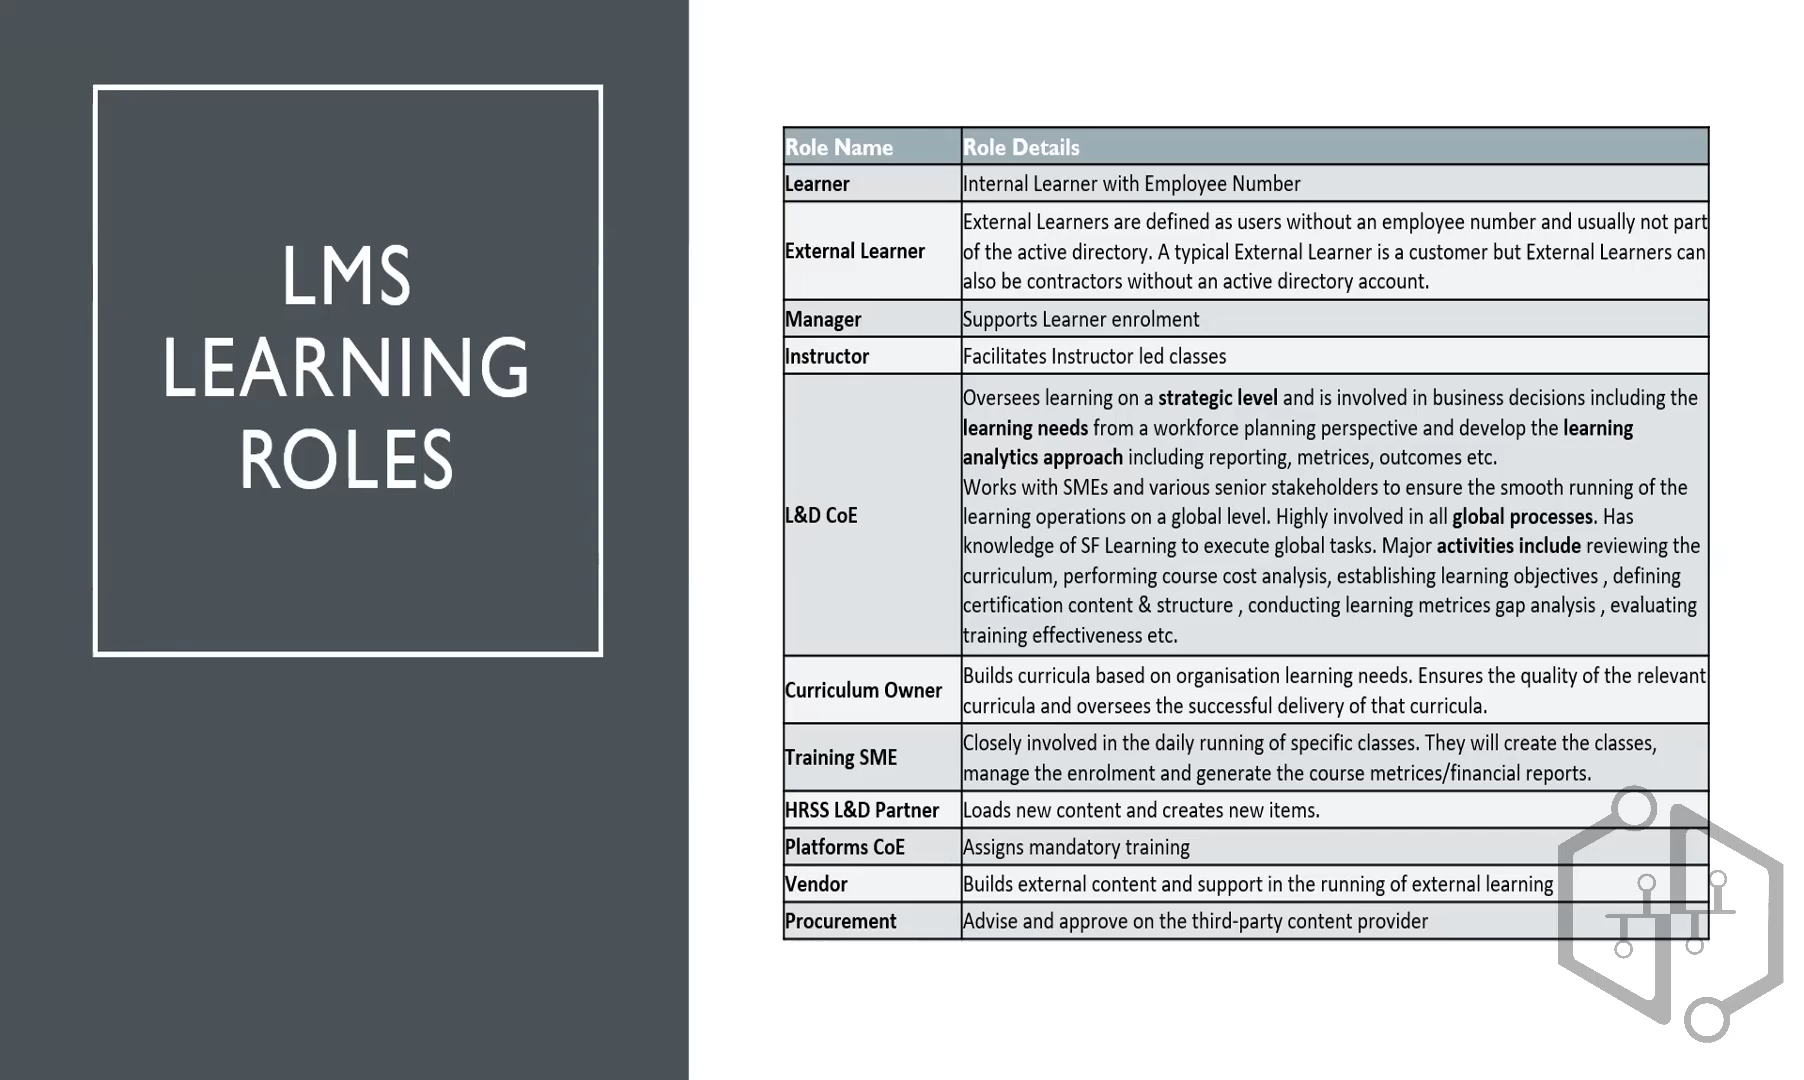 LMS
LEARNING
ROLES
Role Name
Role Details
Learner
Internal Learner with Employee Number
External Learner
External Learners are defined as users without an employee number and usually not part
of the active directory. A typical External Learner is a customer but External Learners can
also be contractors without an active directory account.
Manager
Supports Learner enrolment
Instructor
Facilitates Instructor led classes
L&D CoE
Oversees learning on a strategic level and is involved in business decisions including the
learning needs from a workforce planning perspective and develop the learning
analytics approach including reporting, metrics, outcomes etc.
Works with SMEs and various senior stakeholders to ensure the smooth running of the
learning operations on a global level. Highly involved in all global processes. Has
knowledge of SF Learning to execute global tasks. Major activities include reviewing the
curriculum, performing course cost analysis, establishing learning objectives , defining
certification content & structure , conducting learning metrices gap analysis , evaluating
training effectiveness etc.
Curriculum Owner
Builds curricula based on organisation learning needs. Ensures the quality of the relevant
curricula and oversees the successful delivery of that curricula.
Training SME
Closely involved in the daily running of specific classes. They will create the classes,
manage the enrolment and generate the course metrices/financial reports.
HRSS L&D Partner
Loads new content and creates new items.
Platforms CoE
Assigns mandatory training
Vendor
Builds external content and support in the running of external learning
Procurement
Advise and approve on the third-party content provider